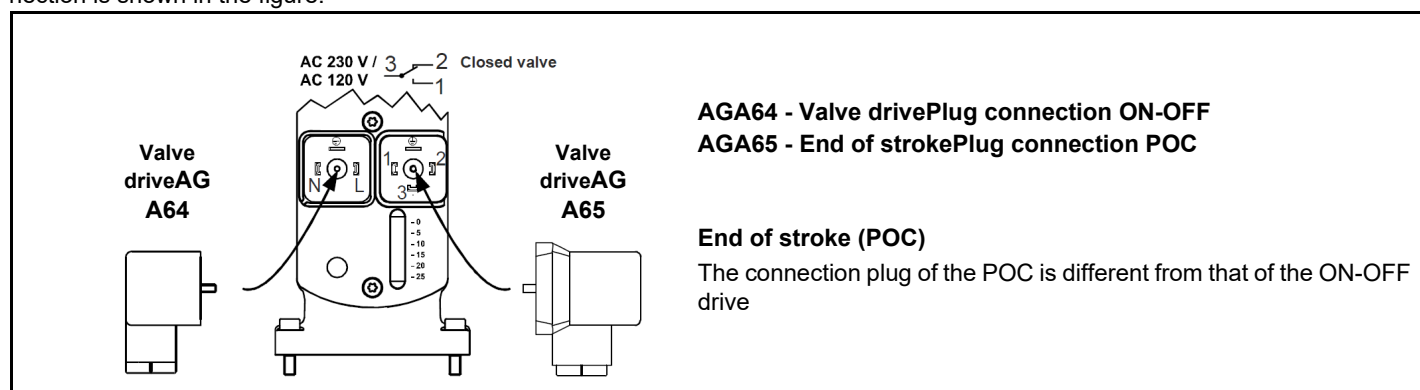 nection is shown in the figure.
AC 230 V / 3 2 Closed valve
AC 120 V 1
Valve
driveAG
A64
N L
1 2
3
- 0
- 5
- 10
- 15
- 20
- 25
Valve
driveAG
A65
AGA64 - Valve drivePlug connection ON-OFF
AGA65 - End of strokePlug connection POC
End of stroke (POC)
The connection plug of the POC is different from that of the ON-OFF
drive